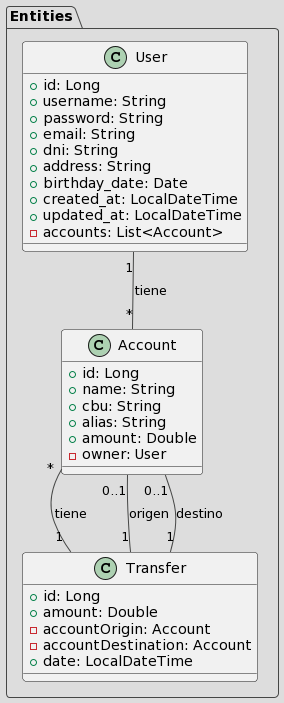 Entities
C User
id: Long
username: String
password: String
email: String
dni: String
address: String
birthday_date: Date
created_at: LocalDateTime
updated_at: LocalDateTime
accounts: List<Account>
1
tiene
*
C Account
id: Long
name: String
cbu: String
alias: String
amount: Double
owner: User
* 0..1 0..1
tiene origen destino
1 1 1
C Transfer
id: Long
amount: Double
accountOrigin: Account
accountDestination: Account
date: LocalDateTime